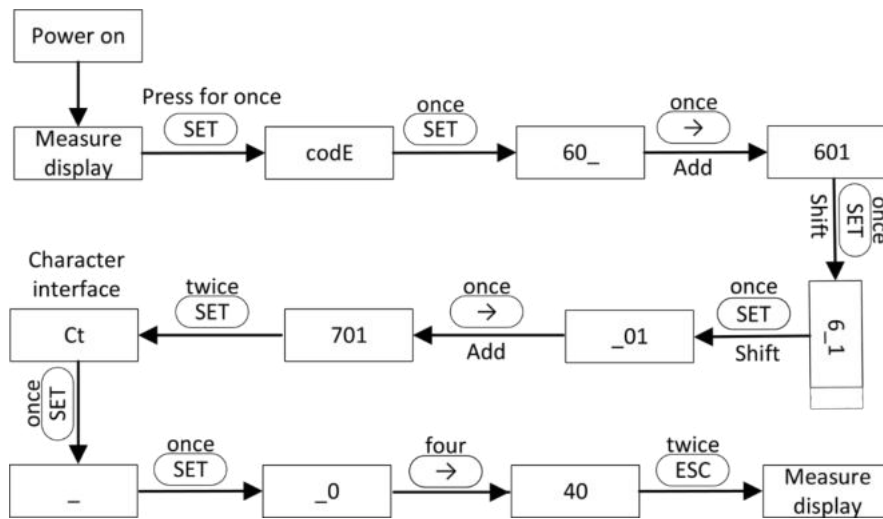 Power on
Press for once
SET
once
SET
once
→
Measure
display
codE
60_
Add
601
Shift
SET
once
Character
interface
twice
SET
once
→
once
SET
Ct
701
Add
_01
Shift
6_1
once
SET
once
SET
four
→
twice
ESC
_
_0
40
Measure
display